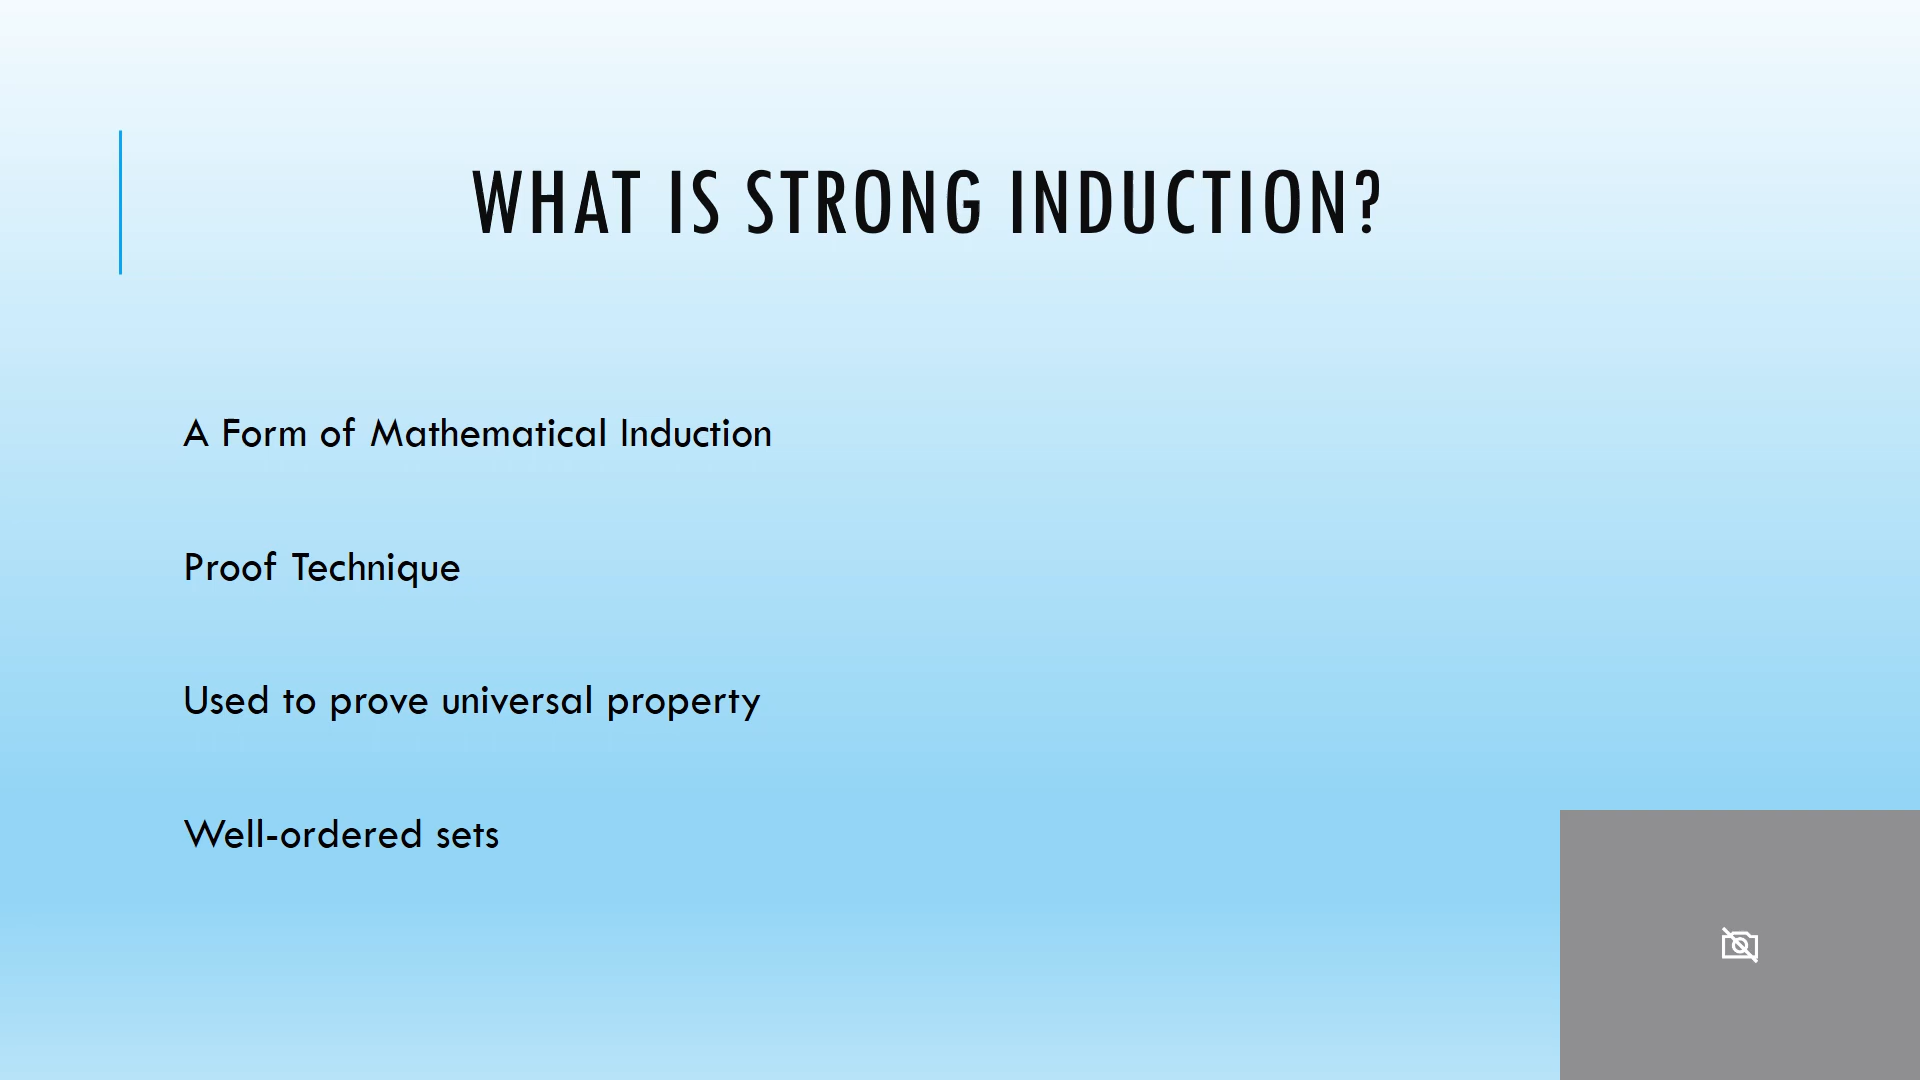 WHAT IS STRONG INDUCTION?
A Form of Mathematical Induction
Proof Technique
Used to prove universal property
Well-ordered sets